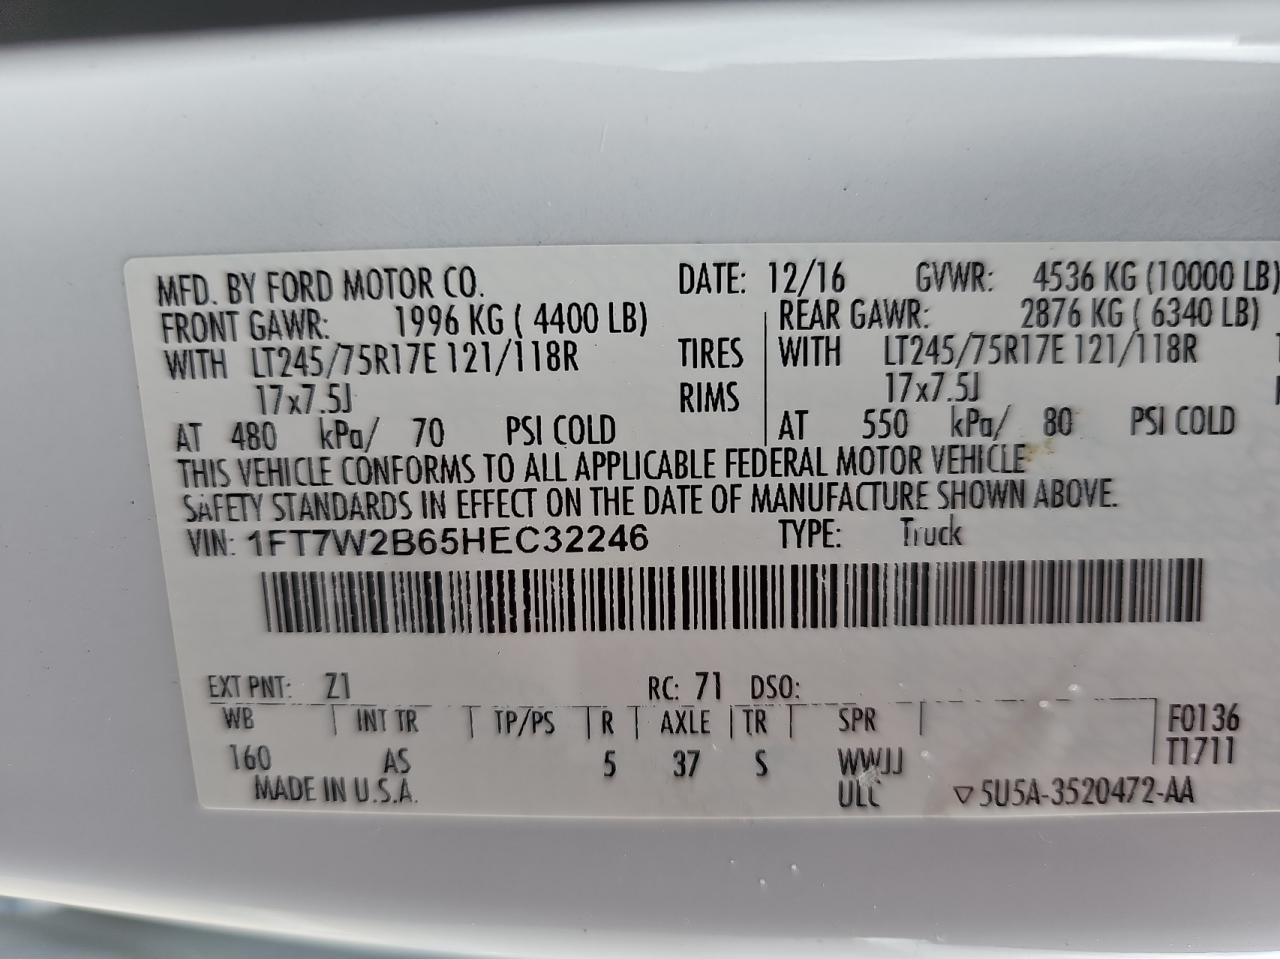 MFD. BY FORD MOTOR CO. DATE: 12/16 GVWR: 4536 KG (10000 LB)
FRONT GAWR: 1996 KG ( 4400 LB) REAR GAWR: 2876 KG ( 6340 LB)
WITH LT245/75R17E 121/118R TIRES WITH LT245/75R17E 121/118R
17x7.5J RIMS 17x7.5J
AT 480 kPa/ 70 PSI COLD AT 550 kPa/ 80 PSI COLD
THIS VEHICLE CONFORMS TO ALL APPLICABLE FEDERAL MOTOR VEHICLE
SAFETY STANDARDS IN EFFECT ON THE DATE OF MANUFACTURE SHOWN ABOVE.
VIN: 1FT7W2B65HEC32246 TYPE: Truck
EXT PNT: Z1 RC: 71 DSO:
WB | INT TR | TP/PS | R | AXLE | TR | SPR | F0136
160 AS 5 37 S WWJJ T1711
MADE IN U.S.A. ULC ▽5U5A-3520472-AA